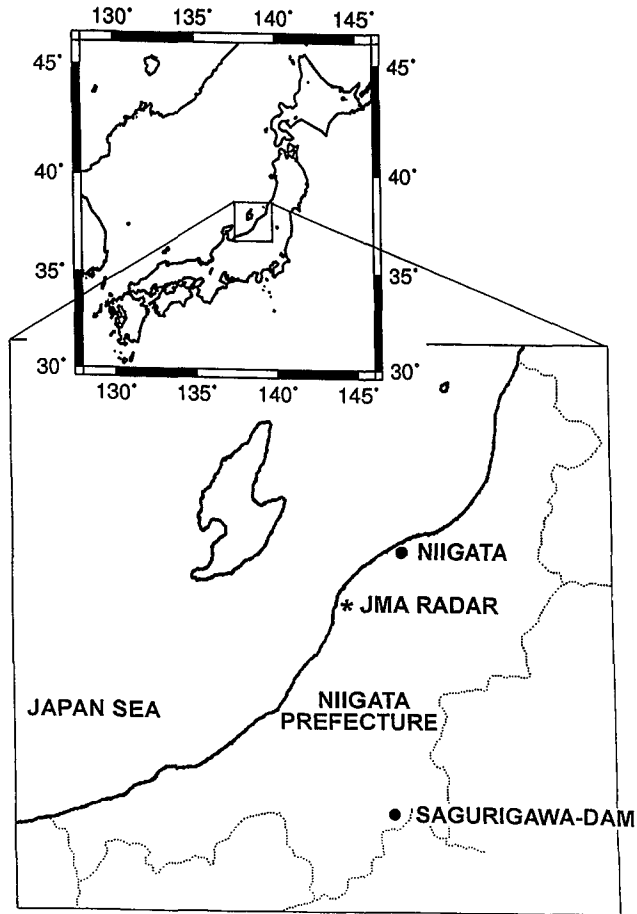 130° 135° 140° 145°
45° 45°
40° 40°
35° 35°
30° 30°
130° 135° 140° 145°
NIIGATA
* JMA RADAR
JAPAN SEA
NIIGATA
PREFECTURE
SAGURIGAWA-DAM